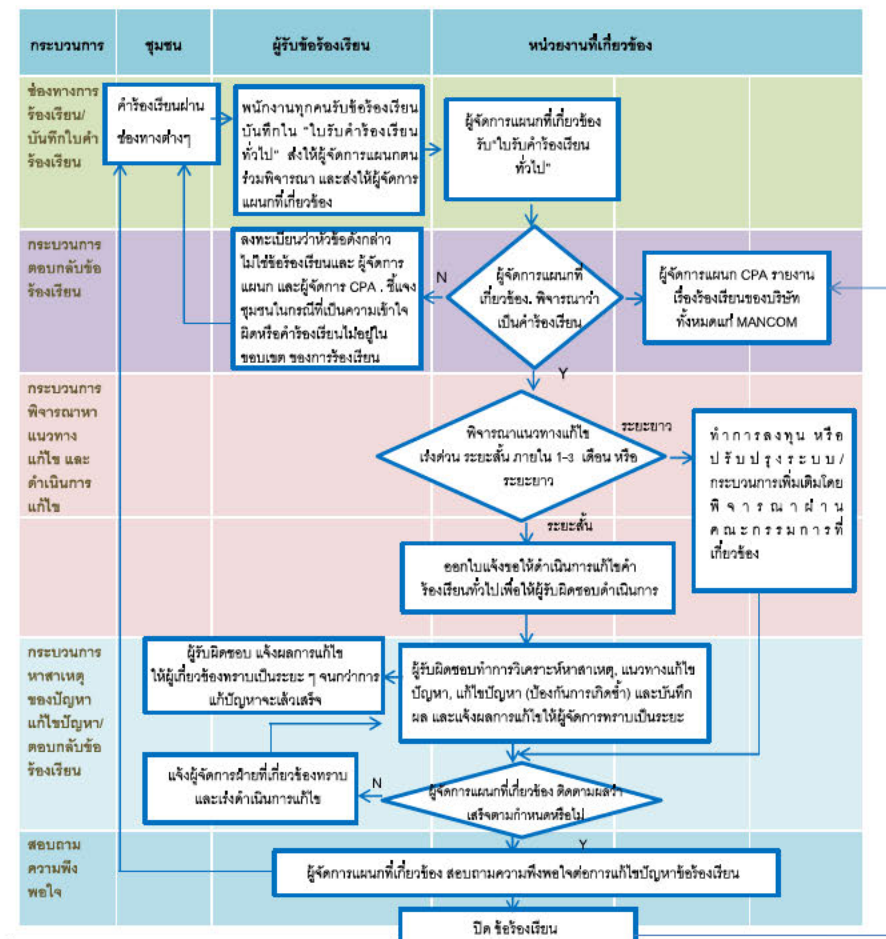 กระบวนการ
ชุมชน
ผู้รับข้อร้องเรียน
หน่วยงานที่เกี่ยวข้อง
ช่องทางการ
ร้องเรียน/
บันทึกใบคำ
ร้องเรียน
คำร้องเรียนผ่าน
ช่องทางต่างๆ
พนักงานทุกคนรับข้อร้องเรียน
บันทึกใน "ใบรับคำร้องเรียน
ทั่วไป" ส่งให้ผู้จัดการแผนกตน
ร่วมพิจารณา และส่งให้ผู้จัดการ
แผนกที่เกี่ยวข้อง
ผู้จัดการแผนกที่เกี่ยวข้อง
รับ"ใบรับคำร้องเรียน
ทั่วไป"
กระบวนการ
ตอบกลับข้อ
ร้องเรียน
ลงทะเบียนว่าหัวข้อดังกล่าว
ไม่ใช่ข้อร้องเรียนและ ผู้จัดการ
แผนก และผู้จัดการ CPA . ชี้แจง
ชุมชนในกรณีที่เป็นความเข้าใจ
ผิดหรือคำร้องเรียนไม่อยู่ใน
ขอบเขต ของการร้องเรียน
N
ผู้จัดการแผนกที่
เกี่ยวข้อง. พิจารณาว่า
เป็นคำร้องเรียน
ผู้จัดการแผนก CPA รายงาน
เรื่องร้องเรียนของบริษัท
ทั้งหมดแก่ MANCOM
Y
กระบวนการ
พิจารณาหา
แนวทาง
แก้ไข และ
ดำเนินการ
แก้ไข
พิจารณาแนวทางแก้ไข
เร่งด่วน ระยะสั้น ภายใน 1-3 เดือน หรือ
ระยะยาว
ระยะยาว
ทำการลงทุน หรือ
ปรับปรุงระบบ/
กระบวนการเพิ่มเติมโดย
พิจารณาผ่าน
คณะกรรมการที่
เกี่ยวข้อง
ระยะสั้น
ออกใบแจ้งขอให้ดำเนินการแก้ไขคำ
ร้องเรียนทั่วไปเพื่อให้ผู้รับผิดชอบดำเนินการ
กระบวนการ
หาสาเหตุ
ของปัญหา
แก้ไขปัญหา/
ตอบกลับข้อ
ร้องเรียน
ผู้รับผิดชอบ แจ้งผลการแก้ไข
ให้ผู้เกี่ยวข้องทราบเป็นระยะ ๆ จนกว่าการ
แก้ปัญหาจะแล้วเสร็จ
ผู้รับผิดชอบทำการวิเคราะห์หาสาเหตุ, แนวทางแก้ไข
ปัญหา, แก้ไขปัญหา (ป้องกันการเกิดซ้ำ) และบันทึก
ผล และแจ้งผลการแก้ไขให้ผู้จัดการทราบเป็นระยะ
แจ้งผู้จัดการฝ่ายที่เกี่ยวข้องทราบ
และเร่งดำเนินการแก้ไข
N
ผู้จัดการแผนกที่เกี่ยวข้อง ติดตามผลว่า
เสร็จตามกำหนดหรือไม่
Y
สอบถาม
ความพึง
พอใจ
ผู้จัดการแผนกที่เกี่ยวข้อง สอบถามความพึงพอใจต่อการแก้ไขปัญหาข้อร้องเรียน
ปิด ข้อร้องเรียน